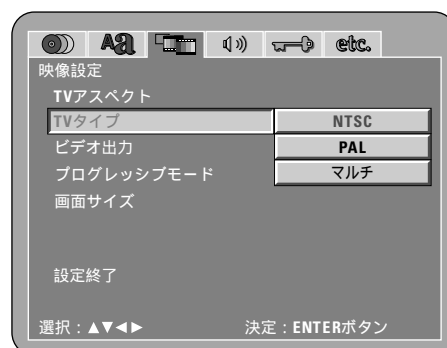 Aあ etc.
映像設定
TVアスペクト
TVタイプ NTSC
ビデオ出力 PAL
プログレッシブモード マルチ
画面サイズ
設定終了
選択：▲▼◀▶ 決定：ENTERボタン